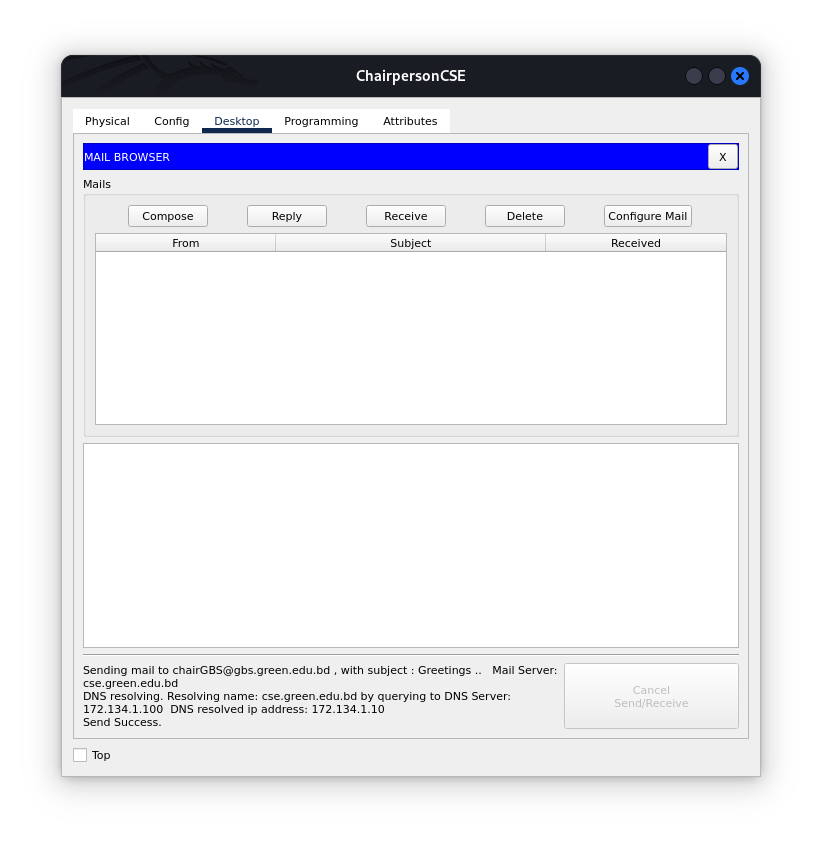 ChairpersonCSE
Physical Config Desktop Programming Attributes
MAIL BROWSER X
Mails
Compose Reply Receive Delete Configure Mail
From Subject Received
Sending mail to chairGBS@gbs.green.edu.bd , with subject : Greetings .. Mail Server:
cse.green.edu.bd
DNS resolving. Resolving name: cse.green.edu.bd by querying to DNS Server:
172.134.1.100 DNS resolved ip address: 172.134.1.10
Send Success.
Cancel
Send/Receive
Top